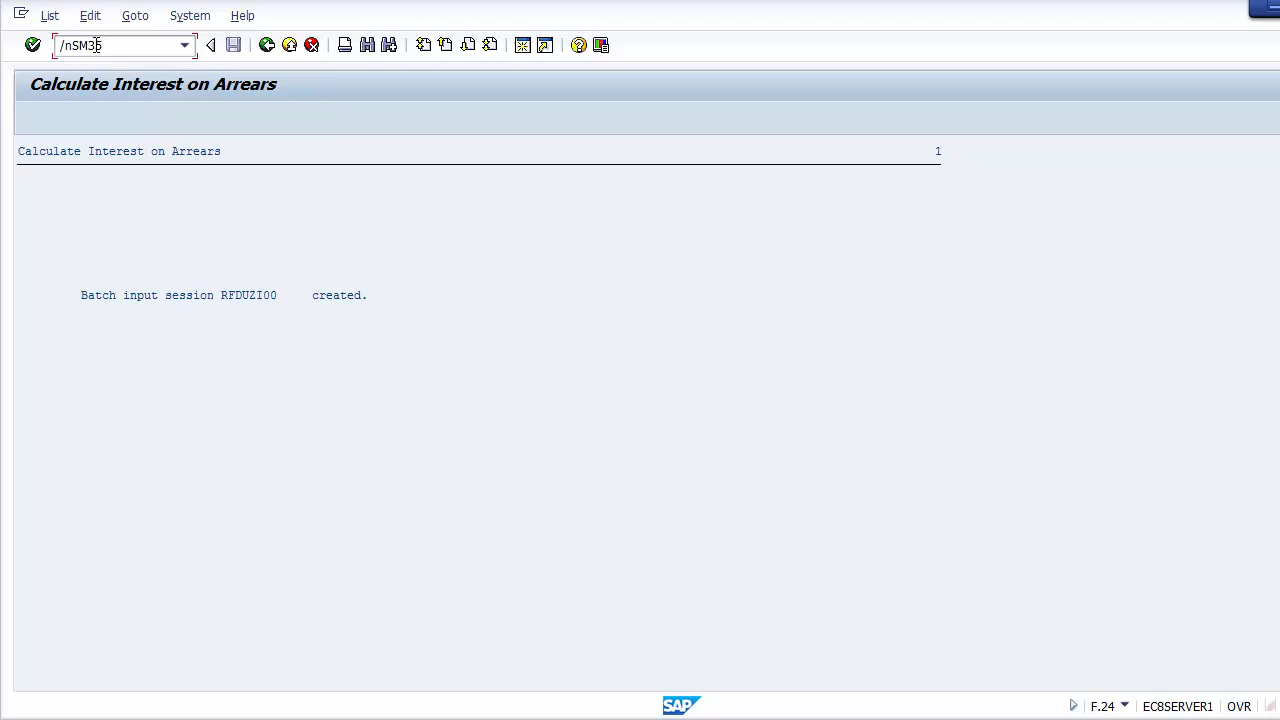 List Edit Goto System Help
/nSM35
Calculate Interest on Arrears
Calculate Interest on Arrears 1
Batch input session RFDUZI00 created.
SAP F.24 EC8SERVER1 OVR